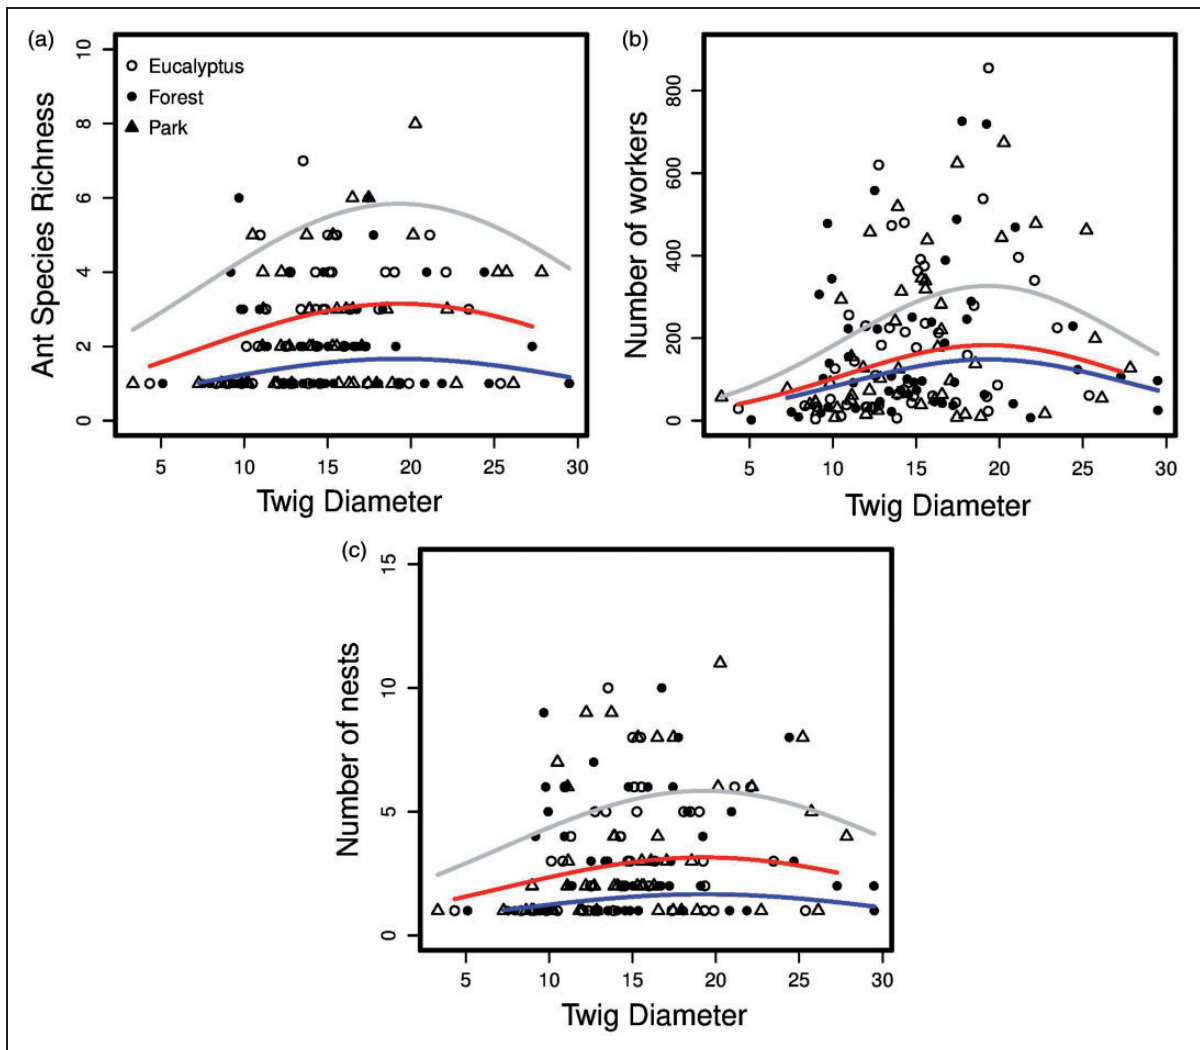 (a)
Ant Species Richness
10
8
6
4
2
0
Eucalyptus
Forest
Park
5 10 15 20 25 30
Twig Diameter
(b)
Number of workers
800
600
400
200
0
5 10 15 20 25 30
Twig Diameter
(c)
Number of nests
15
10
5
0
5 10 15 20 25 30
Twig Diameter